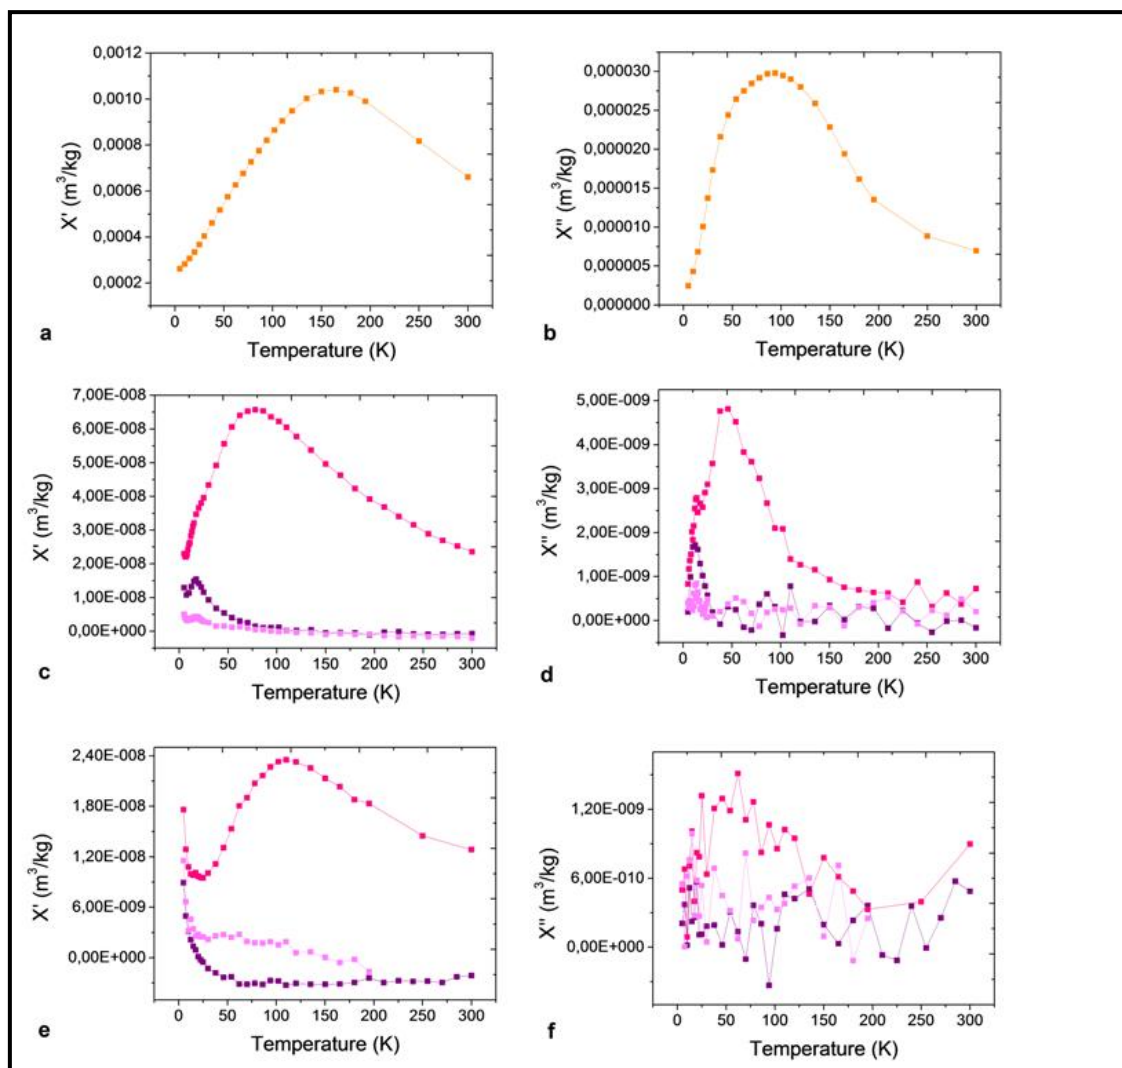 0,0012
0,0010
0,0008
0,0006
0,0004
0,0002
X' (m³/kg)
0 50 100 150 200 250 300
Temperature (K)
a
0,000030
0,000025
0,000020
0,000015
0,000010
0,000005
0,000000
X'' (m³/kg)
0 50 100 150 200 250 300
Temperature (K)
b
7,00E-008
6,00E-008
5,00E-008
4,00E-008
3,00E-008
2,00E-008
1,00E-008
0,00E+000
X' (m³/kg)
0 50 100 150 200 250 300
Temperature (K)
c
5,00E-009
4,00E-009
3,00E-009
2,00E-009
1,00E-009
0,00E+000
X'' (m³/kg)
0 50 100 150 200 250 300
Temperature (K)
d
2,40E-008
1,80E-008
1,20E-008
6,00E-009
0,00E+000
X' (m³/kg)
0 50 100 150 200 250 300
Temperature (K)
e
1,20E-009
6,00E-010
0,00E+000
X'' (m³/kg)
0 50 100 150 200 250 300
Temperature (K)
f